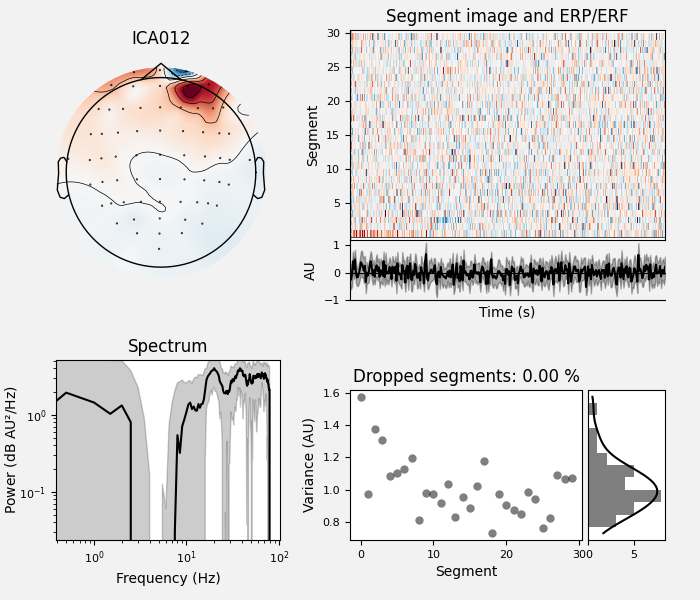 ICA012
Segment image and ERP/ERF
Segment
30
25
20
15
10
5
AU
1
0
−1
Time (s)
Spectrum
Power (dB AU²/Hz)
10⁰
10⁻¹
10⁰
10¹
10²
Frequency (Hz)
Dropped segments: 0.00 %
Variance (AU)
1.6
1.4
1.2
1.0
0.8
0
10
20
30
0
5
Segment